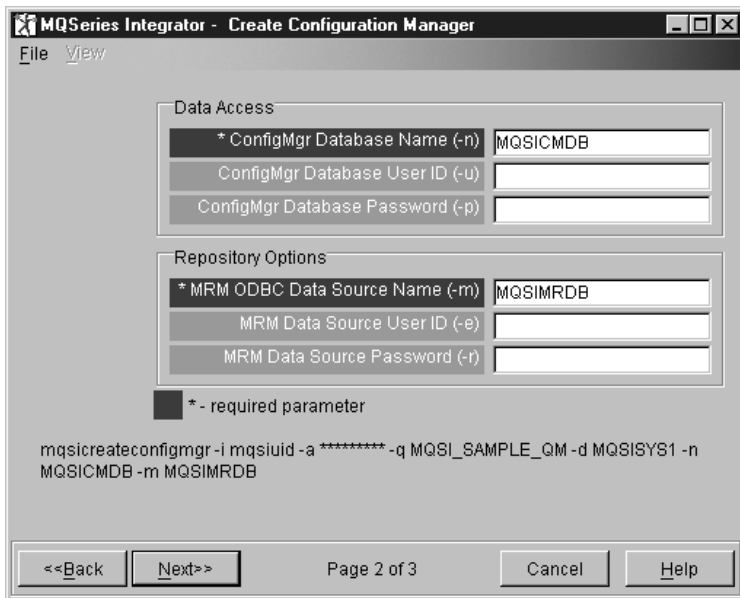 MQSeries Integrator - Create Configuration Manager
File View
Data Access
* ConfigMgr Database Name (-n) MQSICMDB
ConfigMgr Database User ID (-u)
ConfigMgr Database Password (-p)
Repository Options
* MRM ODBC Data Source Name (-m) MQSIMRDB
MRM Data Source User ID (-e)
MRM Data Source Password (-r)
* - required parameter
mqsicreateconfigmgr -i mqsiuid -a ********* -q MQSI_SAMPLE_QM -d MQSISYS1 -n
MQSICMDB -m MQSIMRDB
<<Back Next>> Page 2 of 3 Cancel Help